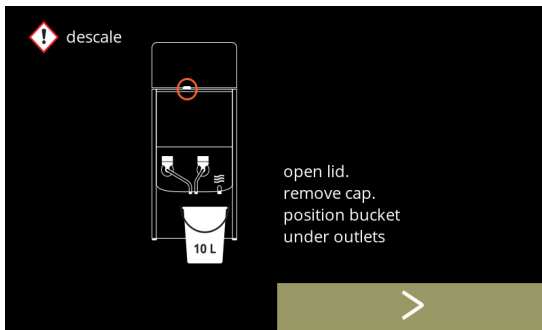 descale
open lid.
remove cap.
position bucket
under outlets
10 L